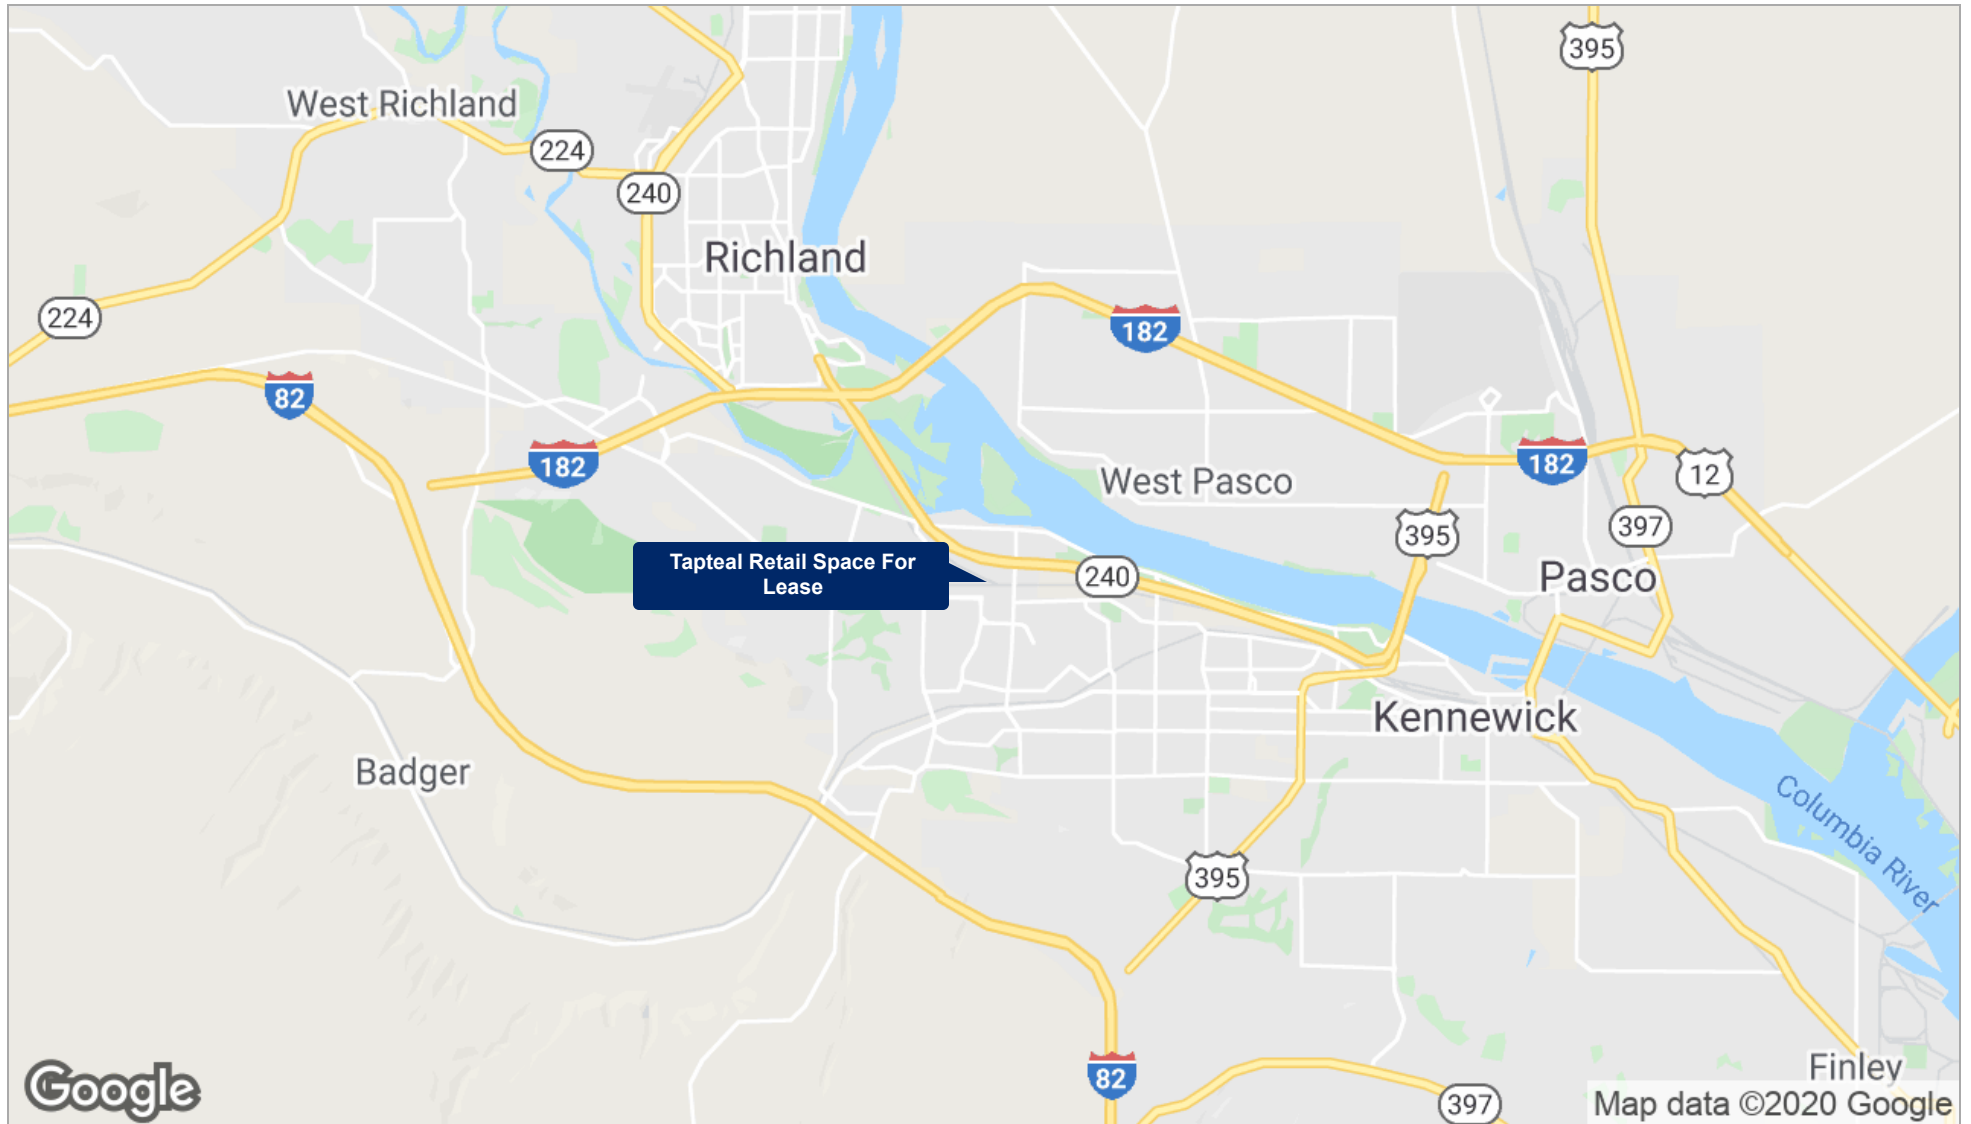 395
West Richland
224
240
Richland
224
182
82
182
West Pasco
182
12
395
397
Tapteal Retail Space For
Lease
240
Pasco
Kennewick
Badger
Columbia River
395
82
Finley
397
Google
Map data ©2020 Google